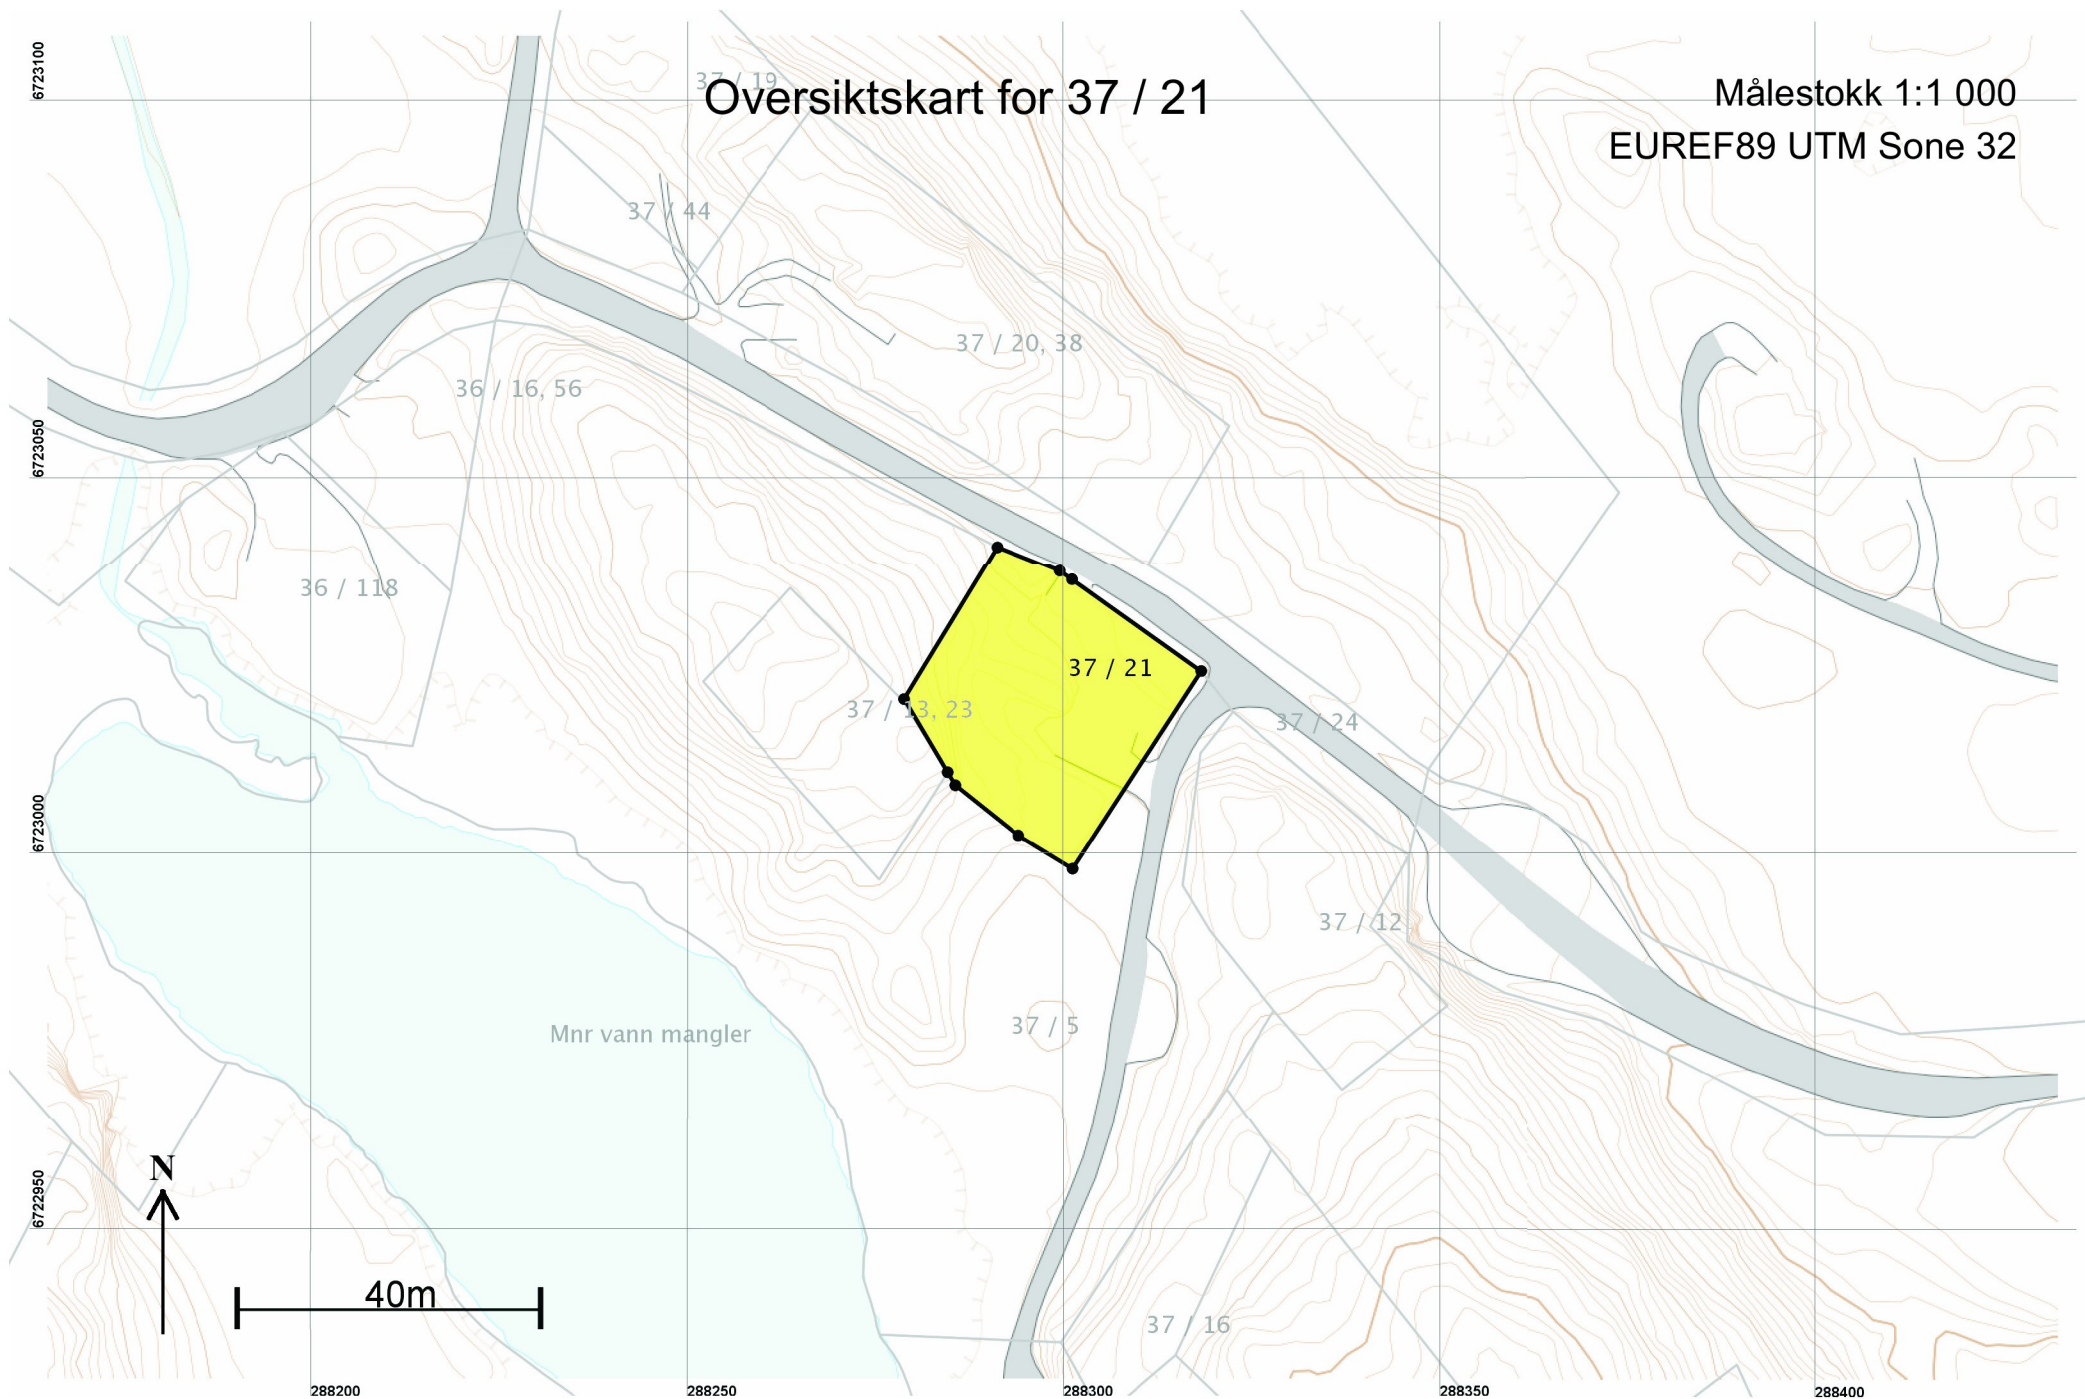 6723100
37 / 19
Oversiktskart for 37 / 21
Målestokk 1:1 000
EUREF89 UTM Sone 32
37 / 44
37 / 20, 38
36 / 16, 56
6723050
36 / 118
37 / 21
37 / 13, 23
37 / 24
6723000
37 / 12
37 / 5
Mnr vann mangler
N
6722950
40m
37 / 16
288200
288250
288300
288350
288400